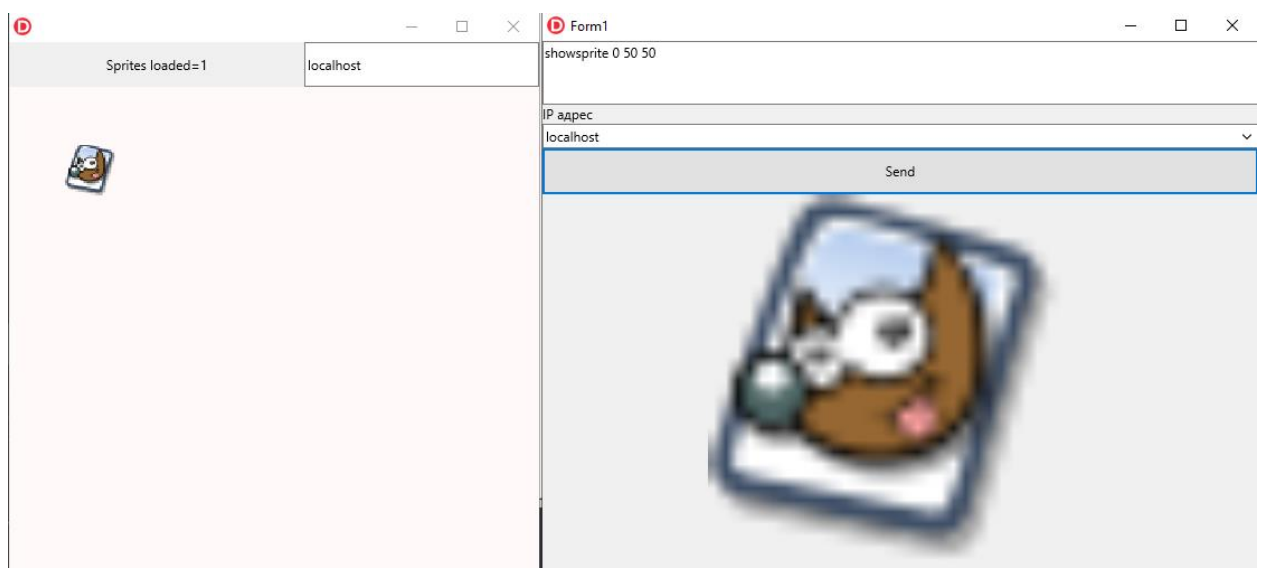 Sprites loaded=1
localhost
Form1
showsprite 0 50 50
IP адрес
localhost
Send